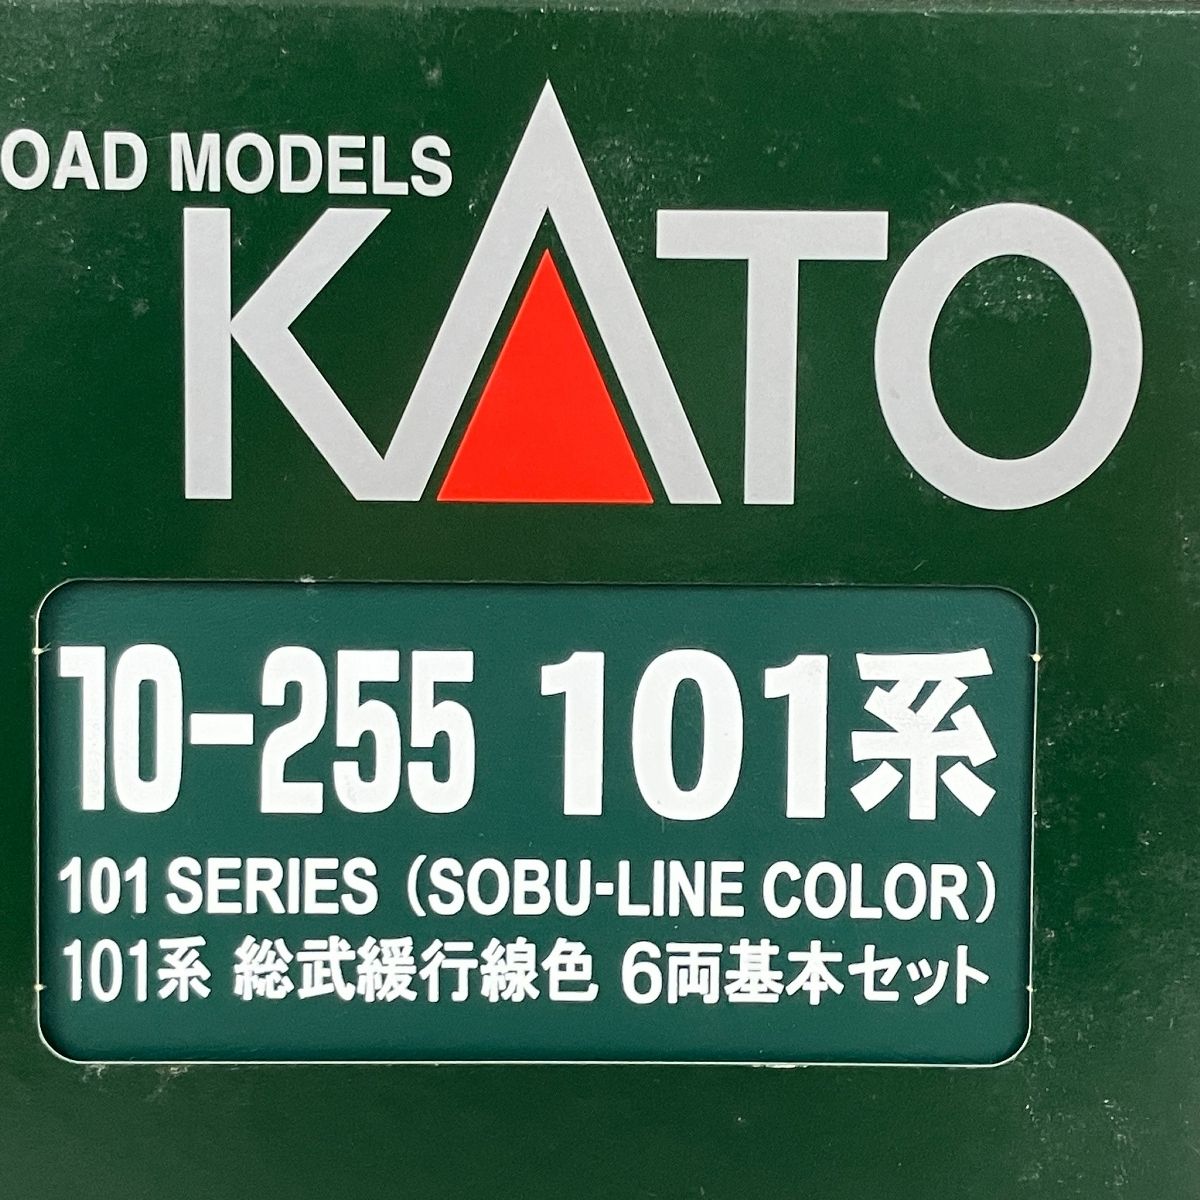 OAD MODELS
KATO
10-255 101系
101 SERIES (SOBU-LINE COLOR)
101系 総武緩行線色 6両基本セット